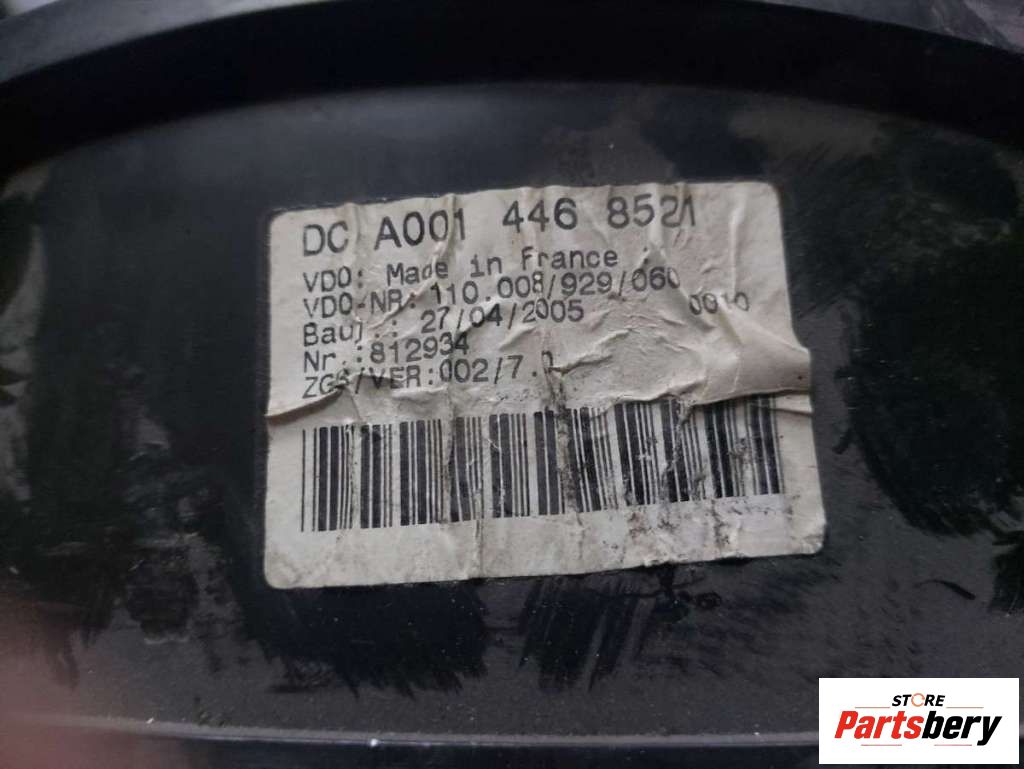 DC A001 446 8521
VDO: Made in France
VDO-NR: 110.008/929/060
Bauj.: 27/04/2005 0010
Nr.:812934
ZGS/VER:002/7.
STORE
Partsbery